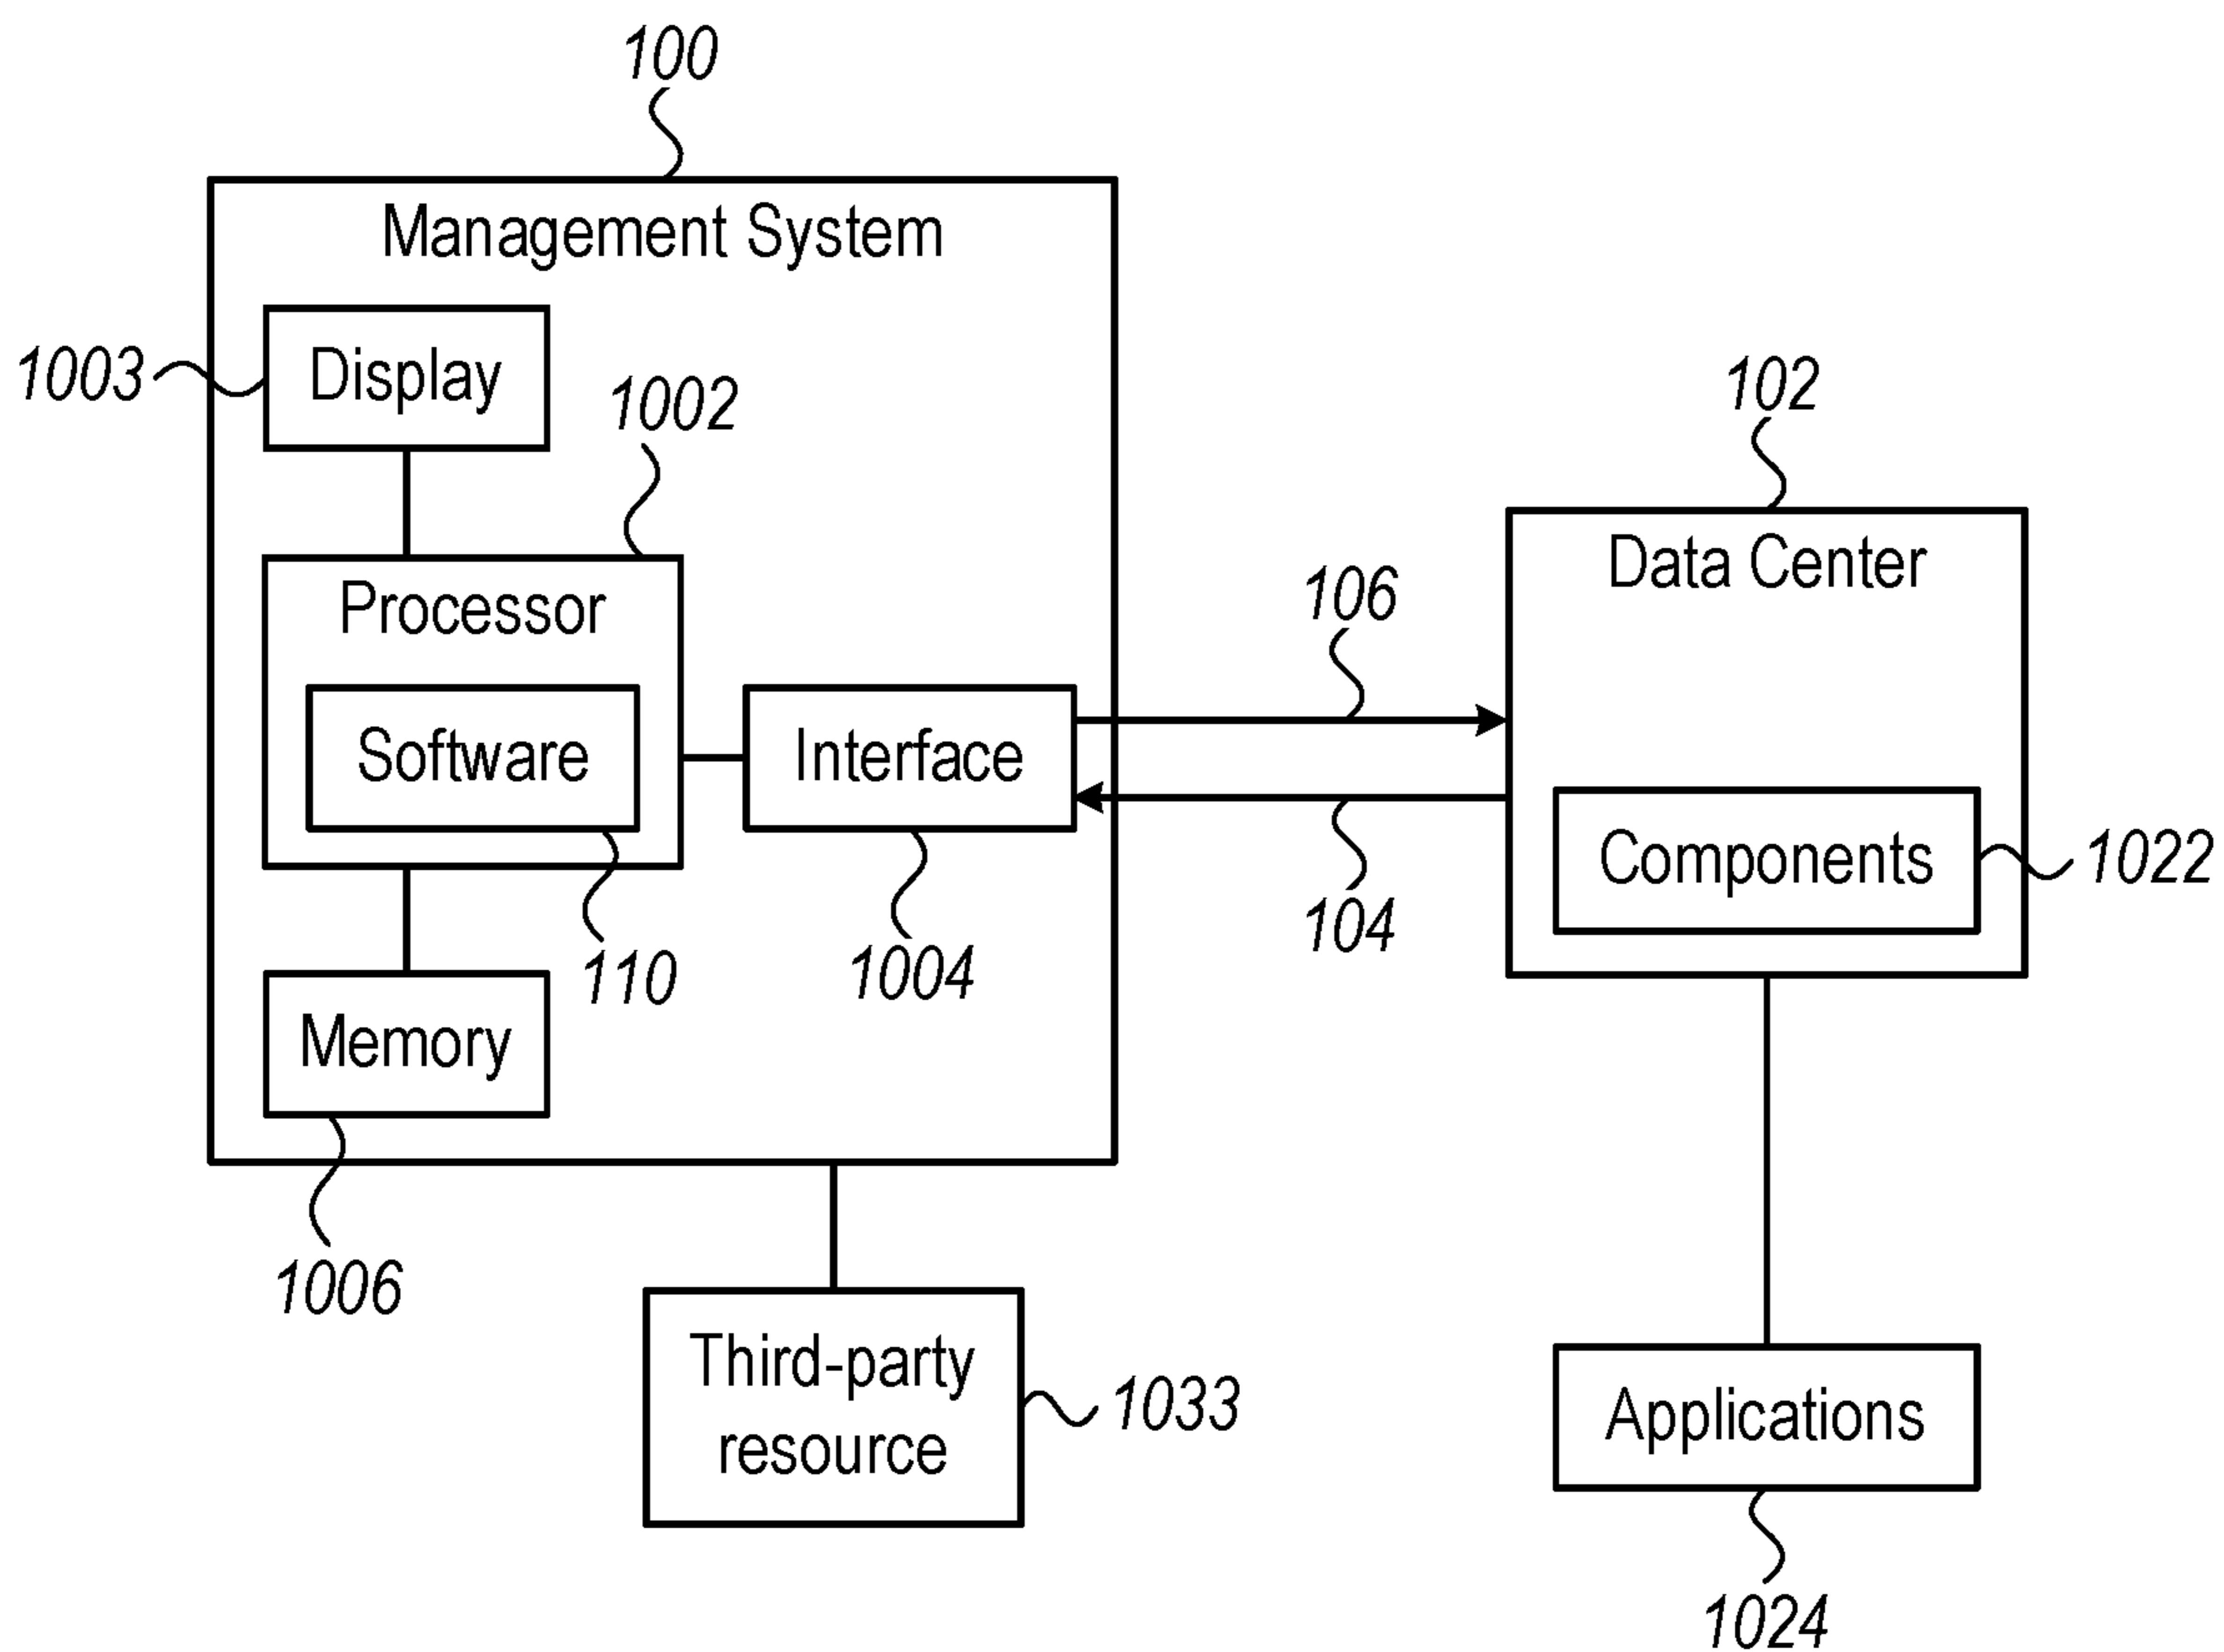 100
Management System
Display
1003
1002
102
Data Center
Processor
106
Software
Interface
Components
1022
104
110
1004
Memory
1006
Third-party
resource
1033
Applications
1024